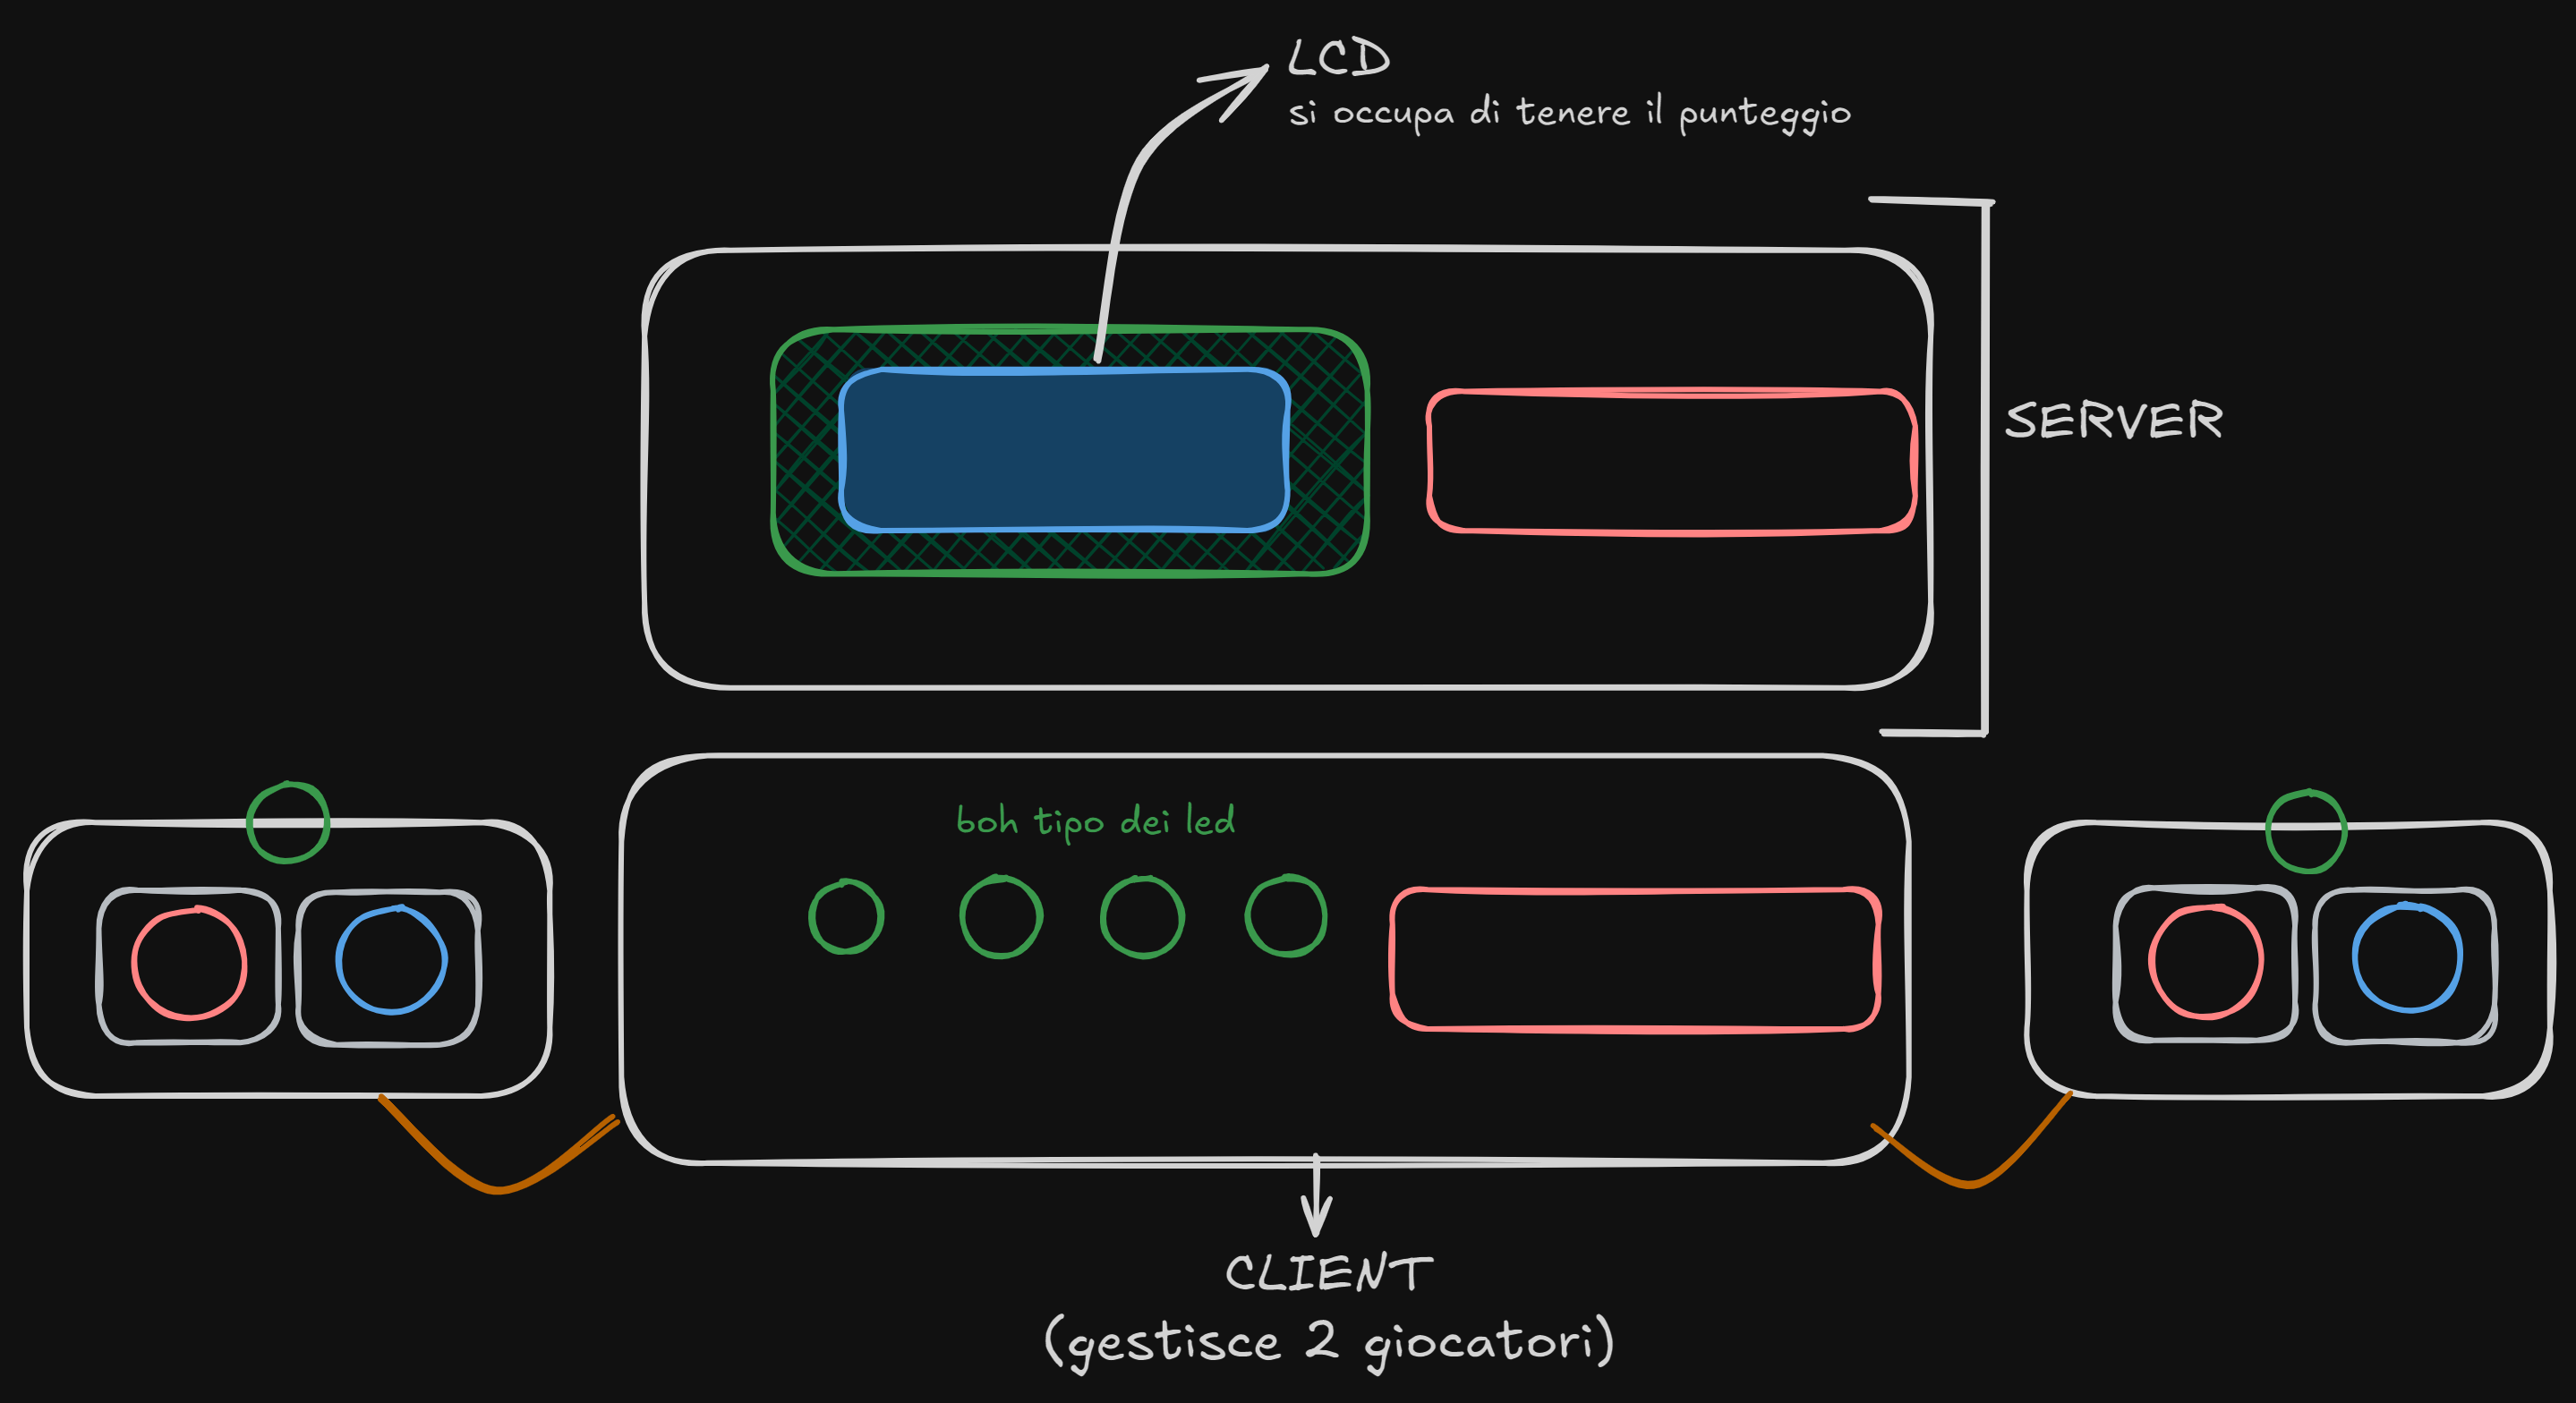 LCD
si occupa di tenere il punteggio
SERVER
boh tipo dei led
CLIENT
(gestisce 2 giocatori)